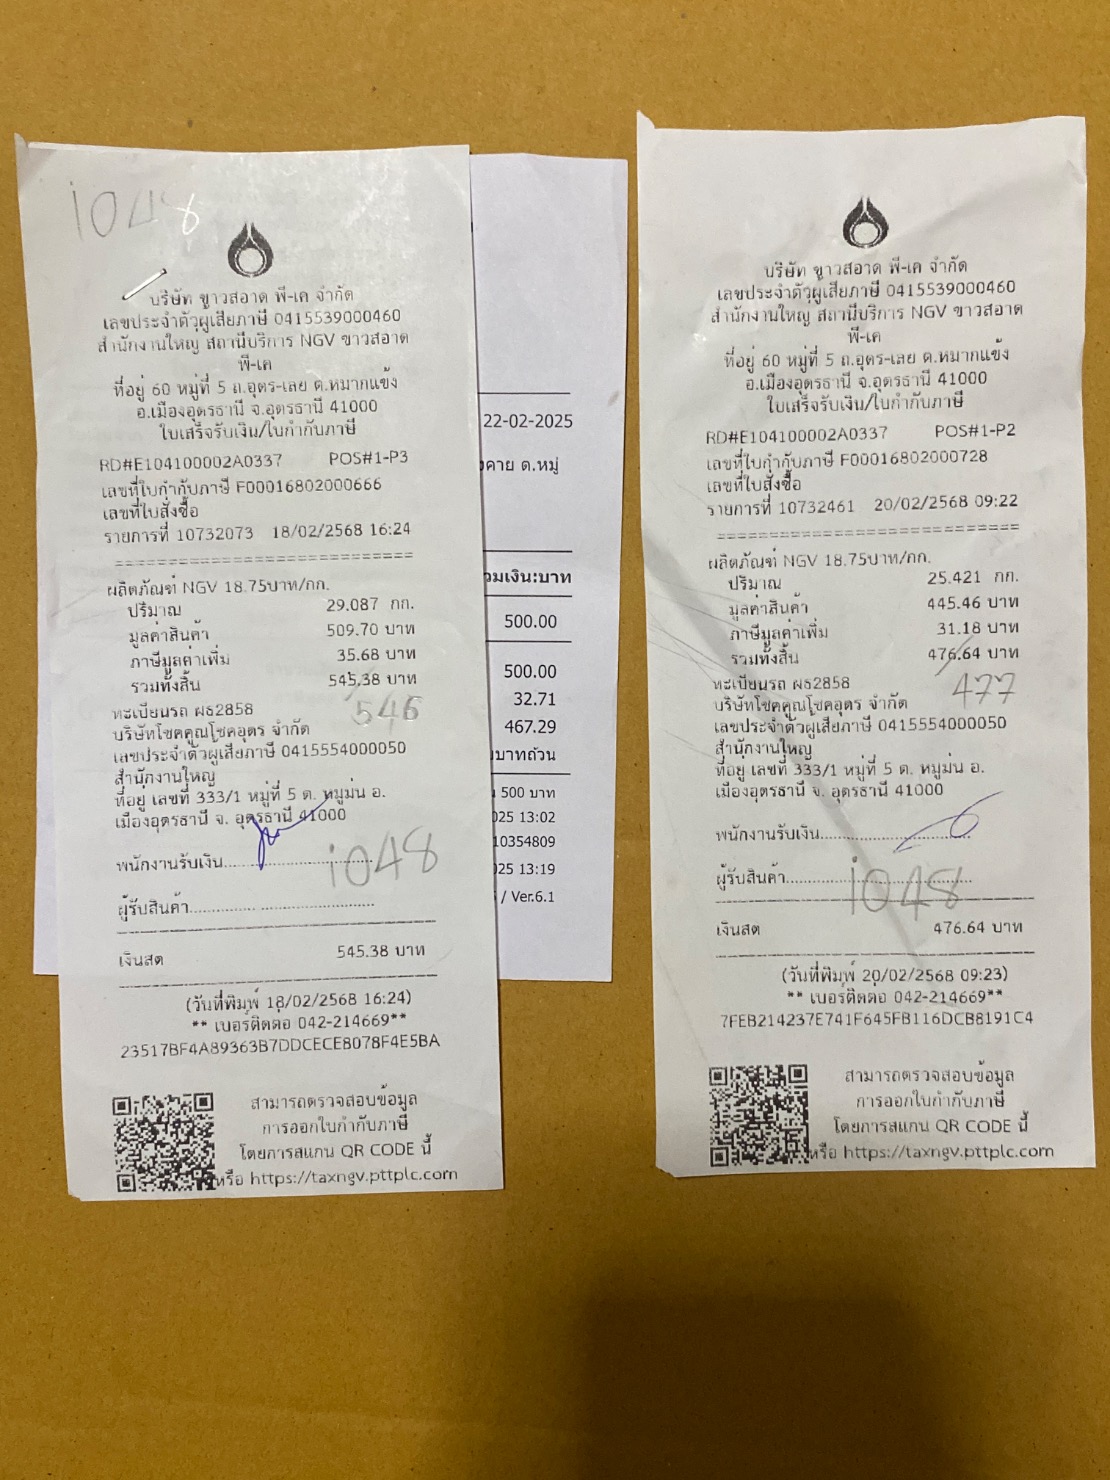 1048
บริษัท ขาวสอาด พี-เค จำกัด
เลขประจำตัวผู้เสียภาษี 0415539000460
สำนักงานใหญ่ สถานีบริการ NGV ขาวสอาด
พี-เค
ที่อยู่ 60 หมู่ที่ 5 ถ.อุดร-เลย ต.หมากแข้ง
อ.เมืองอุดรธานี จ.อุดรธานี 41000
ใบเสร็จรับเงิน/ใบกำกับภาษี
RD#E104100002A0337 POS#1-P3
เลขที่ใบกำกับภาษี F00016802000666
เลขที่ใบสั่งซื้อ
รายการที่ 10732073 18/02/2568 16:24
ผลิตภัณฑ์ NGV 18.75บาท/กก.
ปริมาณ 29.087 กก.
มูลค่าสินค้า 509.70 บาท
ภาษีมูลค่าเพิ่ม 35.68 บาท
รวมทั้งสิ้น 545.38 บาท
546
ทะเบียนรถ ผธ2858
บริษัทโชคคูณโชคอุดร จำกัด
เลขประจำตัวผู้เสียภาษี 0415554000050
สำนักงานใหญ่
ที่อยู่ เลขที่ 333/1 หมู่ที่ 5 ต. หมูม่น อ.
เมืองอุดรธานี จ. อุดรธานี 41000
พนักงานรับเงิน
1048
ผู้รับสินค้า
เงินสด 545.38 บาท
(วันที่พิมพ์ 18/02/2568 16:24)
** เบอร์ติดต่อ 042-214669**
23517BF4A89363B7DDCECE8078F4E5BA
สามารถตรวจสอบข้อมูล
การออกใบกำกับภาษี
โดยการสแกน QR CODE นี้
หรือ https://taxngv.pttplc.com
22-02-2025
ต.หมู่
500.00
500.00
32.71
467.29
500 บาท
13:02
10354809
13:19
/ Ver.6.1
บริษัท ขาวสอาด พี-เค จำกัด
เลขประจำตัวผู้เสียภาษี 0415539000460
สำนักงานใหญ่ สถานีบริการ NGV ขาวสอาด
พี-เค
ที่อยู่ 60 หมู่ที่ 5 ถ.อุดร-เลย ต.หมากแข้ง
อ.เมืองอุดรธานี จ.อุดรธานี 41000
ใบเสร็จรับเงิน/ใบกำกับภาษี
RD#E104100002A0337 POS#1-P2
เลขที่ใบกำกับภาษี F00016802000728
เลขที่ใบสั่งซื้อ
รายการที่ 10732461 20/02/2568 09:22
ผลิตภัณฑ์ NGV 18.75บาท/กก.
ปริมาณ 25.421 กก.
มูลค่าสินค้า 445.46 บาท
ภาษีมูลค่าเพิ่ม 31.18 บาท
รวมทั้งสิ้น 476.64 บาท
477
ทะเบียนรถ ผธ2858
บริษัทโชคคูณโชคอุดร จำกัด
เลขประจำตัวผู้เสียภาษี 0415554000050
สำนักงานใหญ่
ที่อยู่ เลขที่ 333/1 หมู่ที่ 5 ต. หมูม่น อ.
เมืองอุดรธานี จ. อุดรธานี 41000
พนักงานรับเงิน
ผู้รับสินค้า
1048
เงินสด 476.64 บาท
(วันที่พิมพ์ 20/02/2568 09:23)
** เบอร์ติดต่อ 042-214669**
7FEB214237E741F645FB116DCB8191C4
สามารถตรวจสอบข้อมูล
การออกใบกำกับภาษี
โดยการสแกน QR CODE นี้
หรือ https://taxngv.pttplc.com